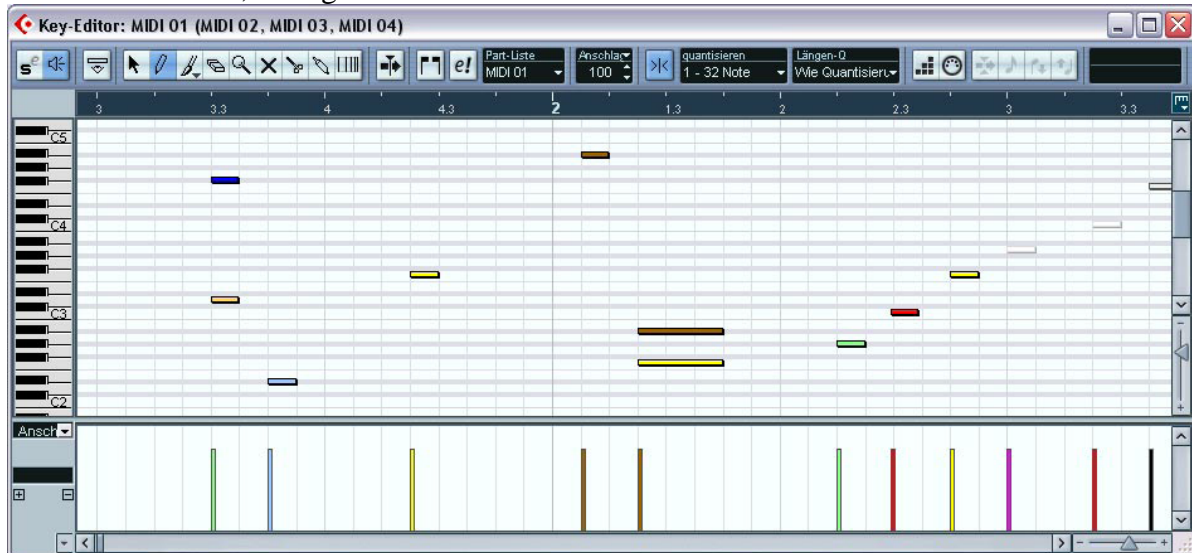 Key-Editor: MIDI 01 (MIDI 02, MIDI 03, MIDI 04)
Part-Liste Anschlag quantisieren Längen-Q
MIDI 01 100 1 - 32 Note Wie Quantisieru
3 3.3 4 4.3 2 1.3 2 2.3 3 3.3
C5
C4
C3
C2
Ansch